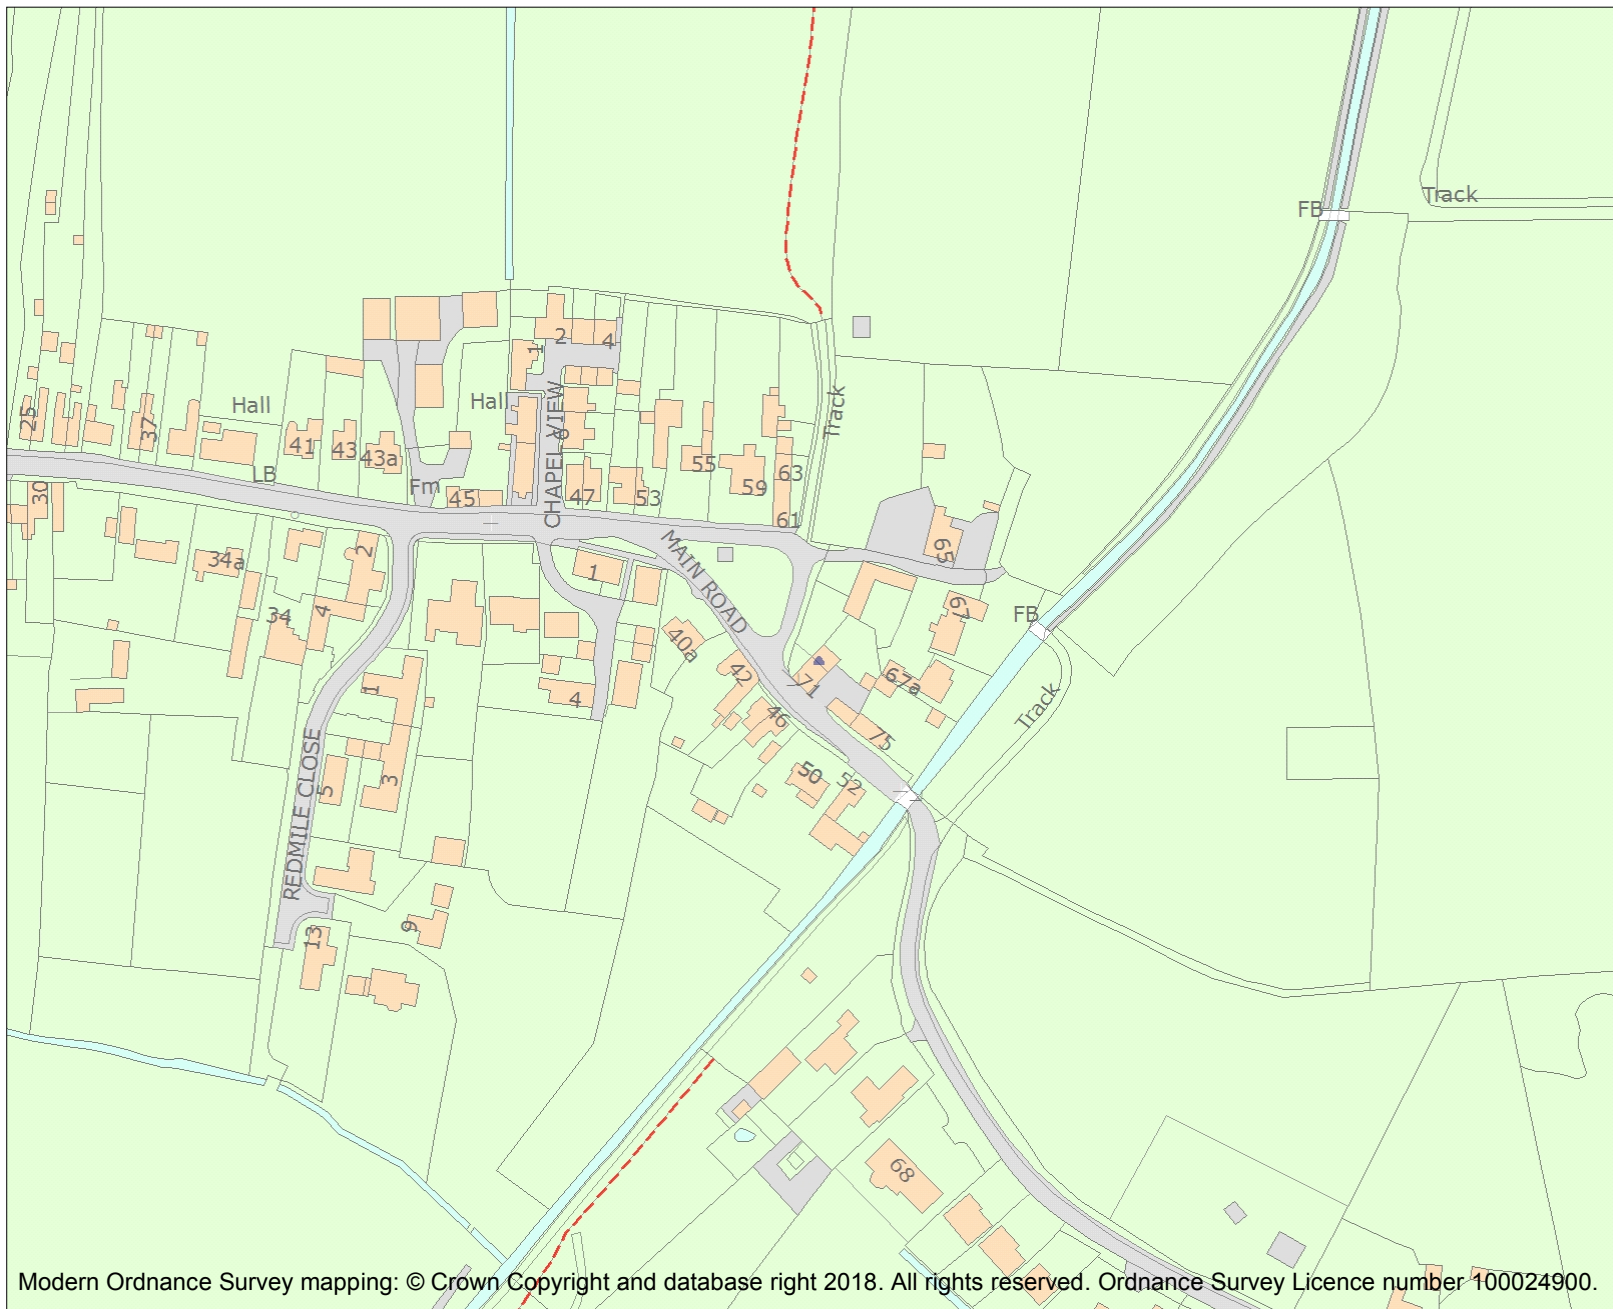 FB
Track
2
1
4
Track
Hall
Hall
CHAPEL VIEW
6
25
37
41
43
43a
LB
Fm
45
47
53
55
59
63
61
30
MAIN ROAD
65
2
34a
1
34
4
67
FB
40a
42
71
67a
Track
1
4
46
75
REDMILE CLOSE
5
3
50
52
9
13
68
Modern Ordnance Survey mapping: © Crown Copyright and database right 2018. All rights reserved. Ordnance Survey Licence number 100024900.